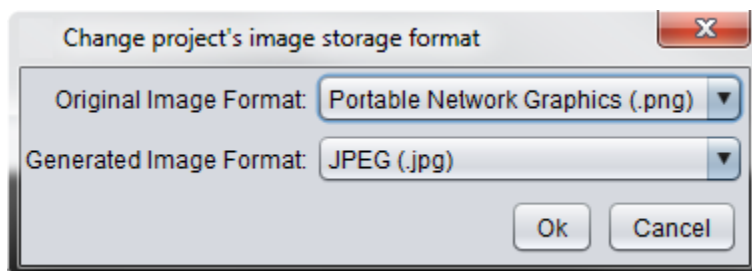 Change project's image storage format
Original Image Format: Portable Network Graphics (.png)
Generated Image Format: JPEG (.jpg)
Ok Cancel